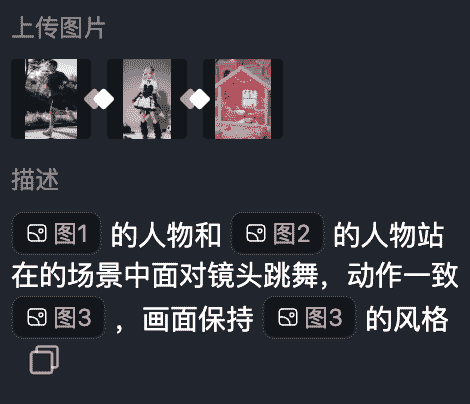 上传图片
描述
图1 的人物和 图2 的人物站
在的场景中面对镜头跳舞，动作一致
图3 ，画面保持 图3 的风格